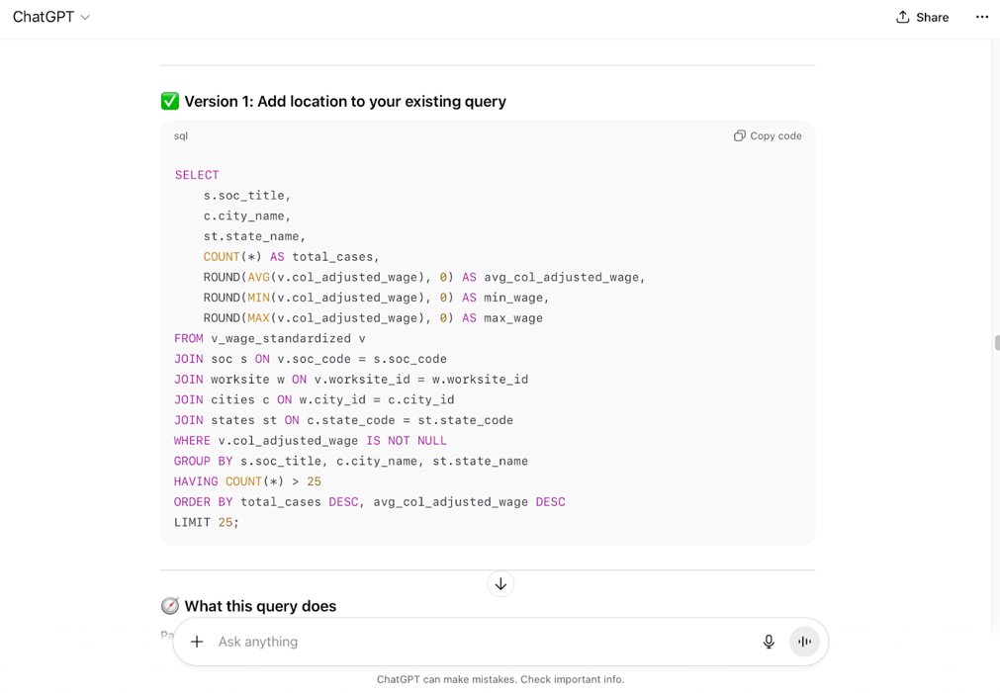 ChatGPT
Share
Version 1: Add location to your existing query
sql
Copy code
SELECT
    s.soc_title,
    c.city_name,
    st.state_name,
    COUNT(*) AS total_cases,
    ROUND(AVG(v.col_adjusted_wage), 0) AS avg_col_adjusted_wage,
    ROUND(MIN(v.col_adjusted_wage), 0) AS min_wage,
    ROUND(MAX(v.col_adjusted_wage), 0) AS max_wage
FROM v_wage_standardized v
JOIN soc s ON v.soc_code = s.soc_code
JOIN worksite w ON v.worksite_id = w.worksite_id
JOIN cities c ON w.city_id = c.city_id
JOIN states st ON c.state_code = st.state_code
WHERE v.col_adjusted_wage IS NOT NULL
GROUP BY s.soc_title, c.city_name, st.state_name
HAVING COUNT(*) > 25
ORDER BY total_cases DESC, avg_col_adjusted_wage DESC
LIMIT 25;
What this query does
Ask anything
ChatGPT can make mistakes. Check important info.